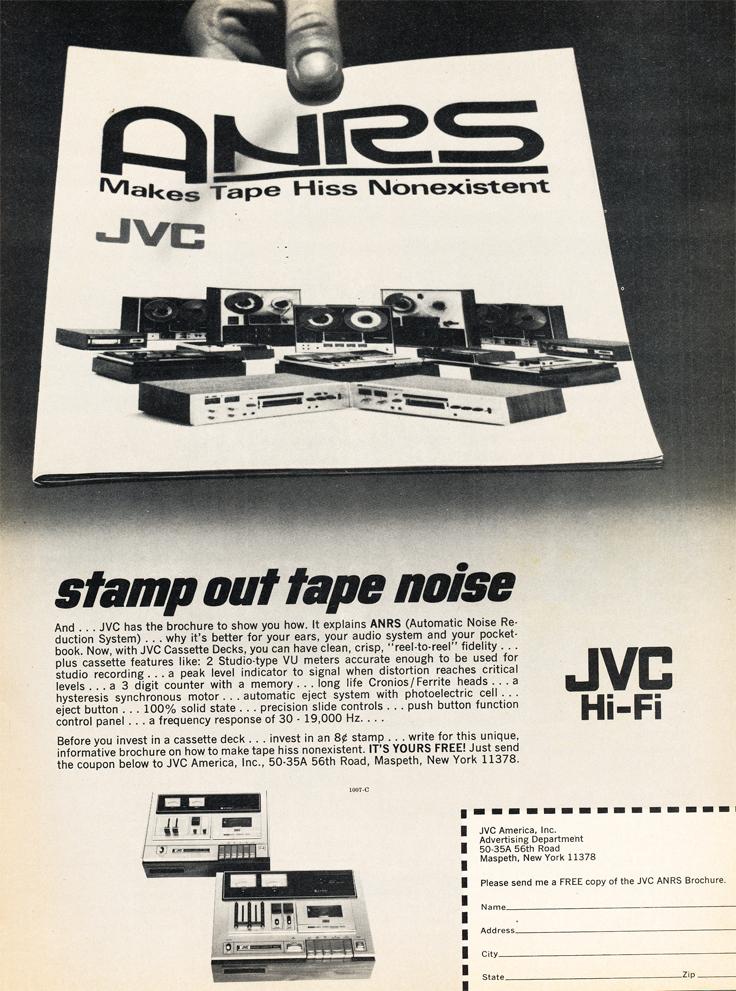 ANRS
Makes Tape Hiss Nonexistent
JVC
stamp out tape noise
And . . . JVC has the brochure to show you how. It explains ANRS (Automatic Noise Re-
duction System) . . . why it's better for your ears, your audio system and your pocket-
book. Now, with JVC Cassette Decks, you can have clean, crisp, "reel-to-reel" fidelity . . .
plus cassette features like: 2 Studio-type VU meters accurate enough to be used for
studio recording . . . a peak level indicator to signal when distortion reaches critical
levels . . . a 3 digit counter with a memory . . . long life Cronios/Ferrite heads . . . a
hysteresis synchronous motor . . . automatic eject system with photoelectric cell . . .
eject button . . . 100% solid state . . . precision slide controls . . . push button function
control panel . . . a frequency response of 30 - 19,000 Hz. . . .
Before you invest in a cassette deck . . . invest in an 8¢ stamp . . . write for this unique,
informative brochure on how to make tape hiss nonexistent. IT'S YOURS FREE! Just send
the coupon below to JVC America, Inc., 50-35A 56th Road, Maspeth, New York 11378.
JVC
Hi-Fi
1007-C
JVC America, Inc.
Advertising Department
50-35A 56th Road
Maspeth, New York 11378
Please send me a FREE copy of the JVC ANRS Brochure.
Name
Address
City
State Zip